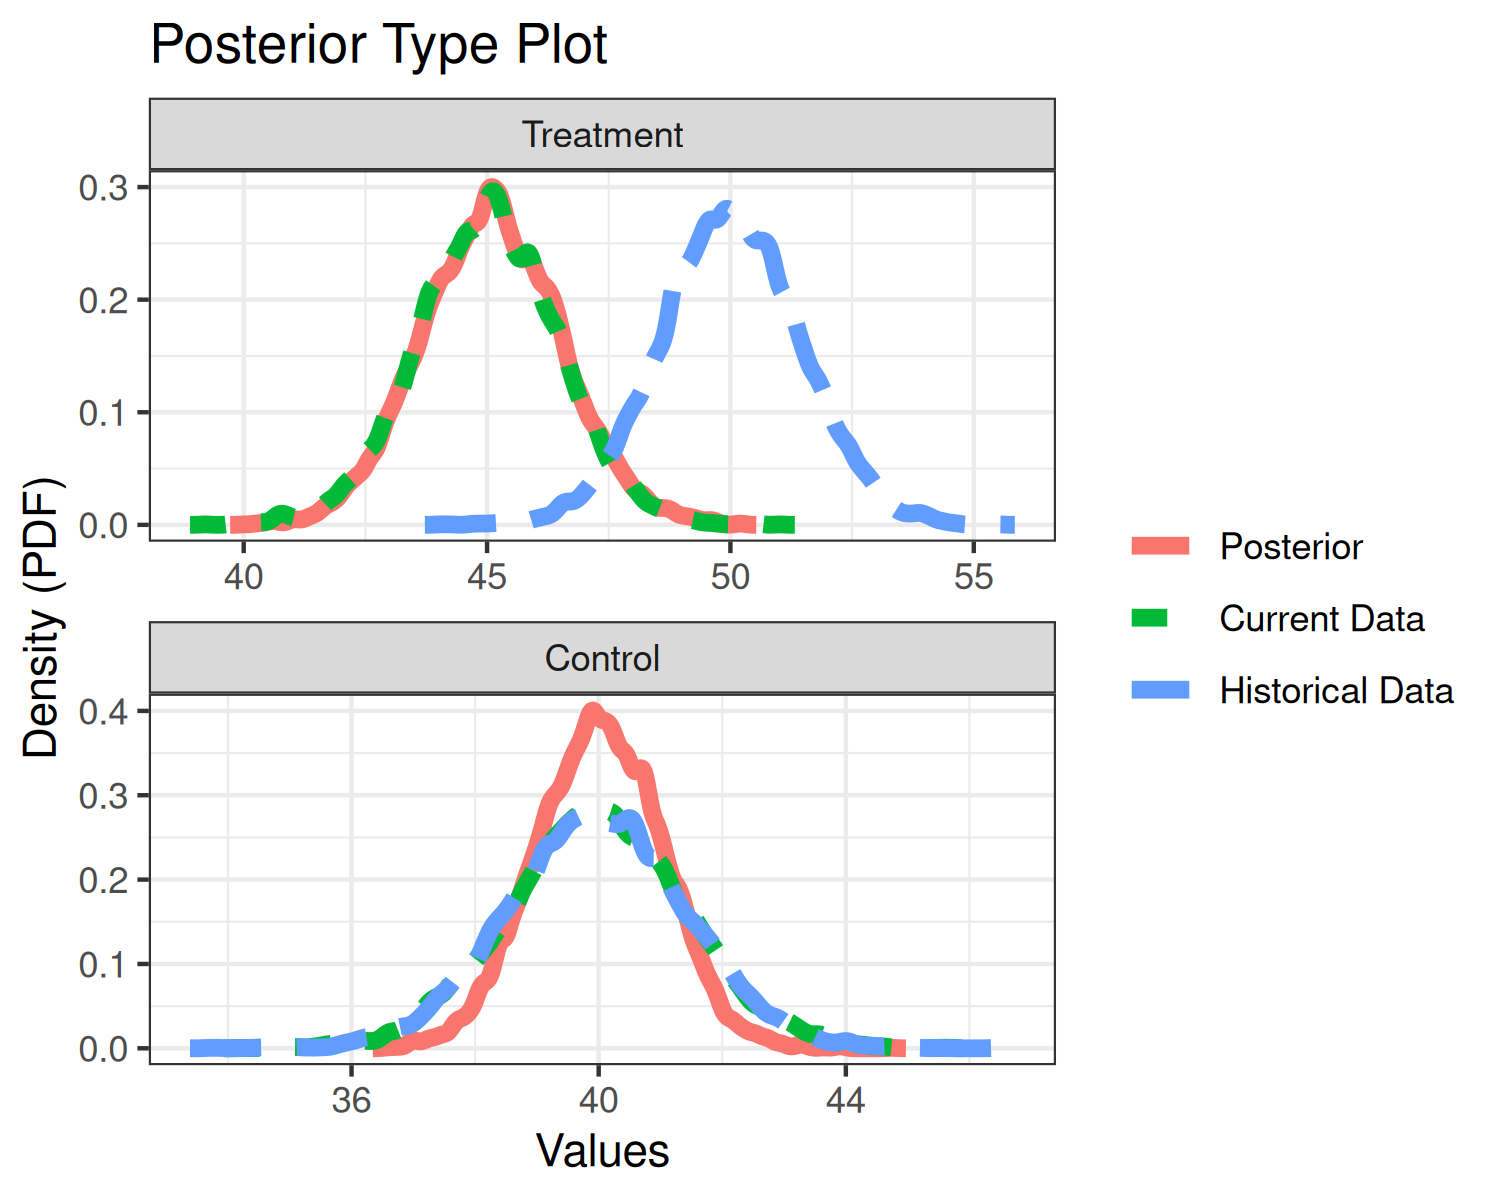 Posterior Type Plot
Treatment
0.3
0.2
0.1
0.0
40 45 50 55
Control
0.4
0.3
0.2
0.1
0.0
36 40 44
Values
Density (PDF)
Posterior
Current Data
Historical Data